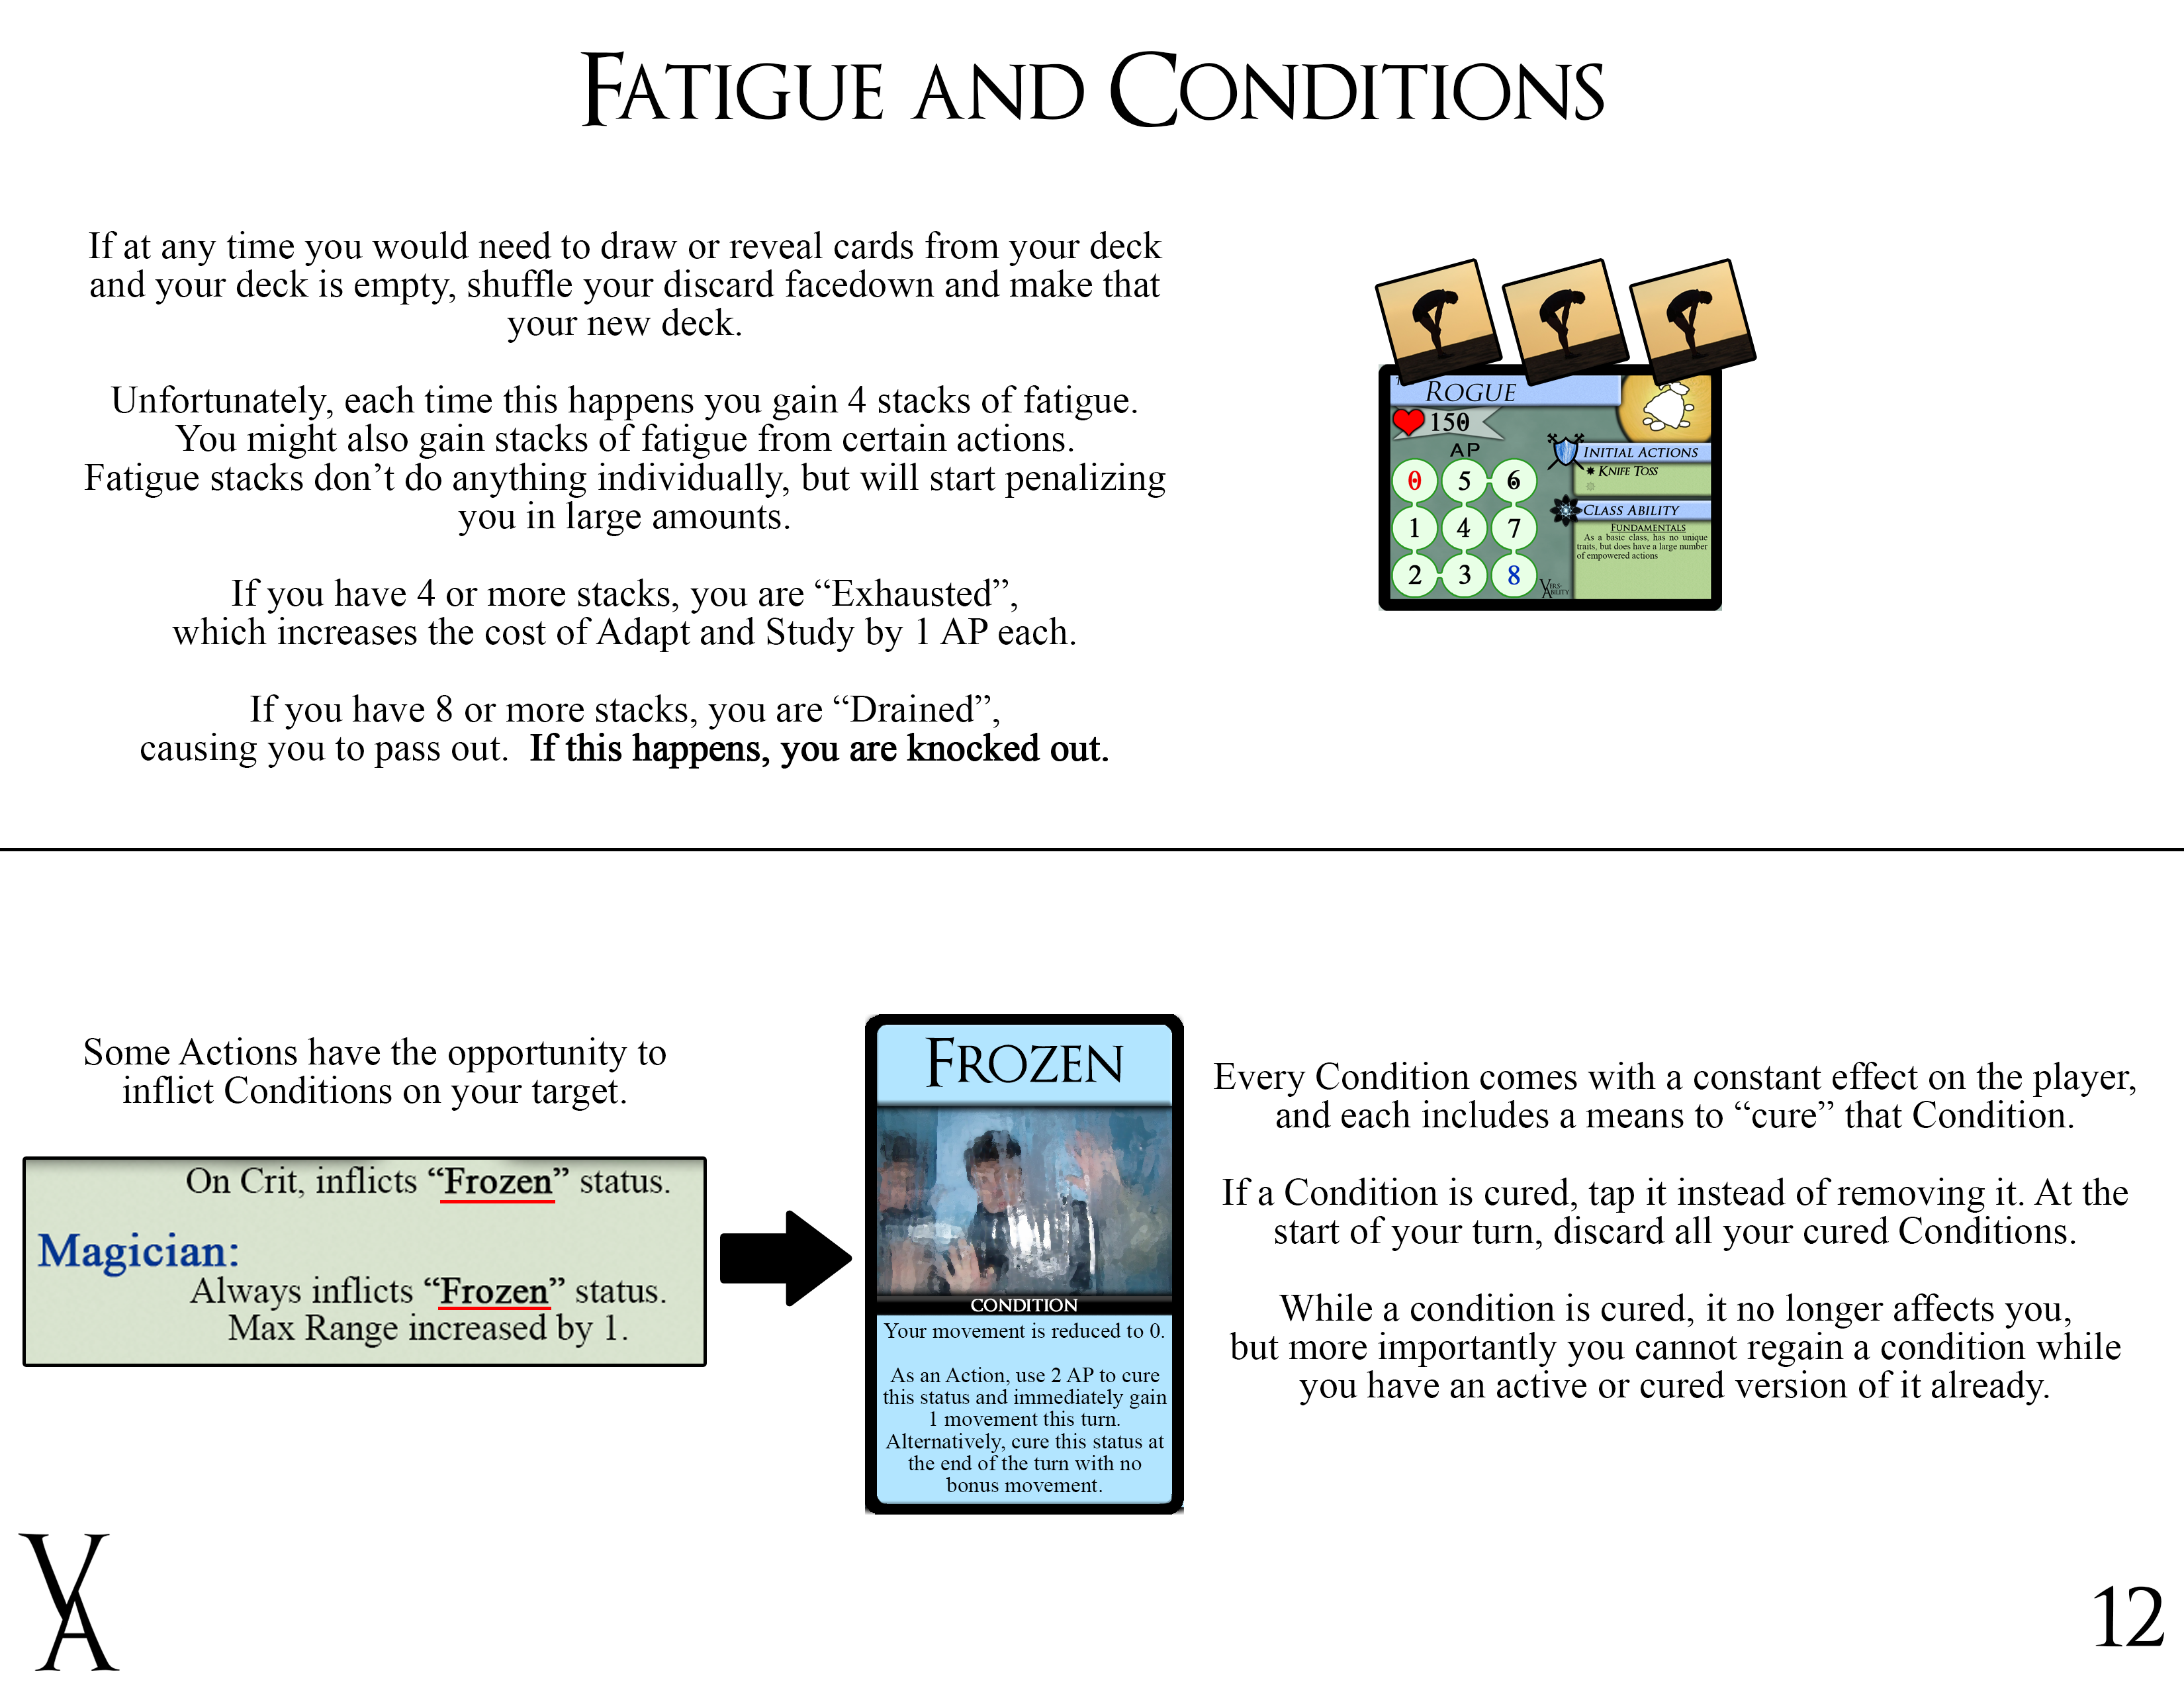 Fatigue and Conditions
If at any time you would need to draw or reveal cards from your deck
and your deck is empty, shuffle your discard facedown and make that
your new deck.
Unfortunately, each time this happens you gain 4 stacks of fatigue.
You might also gain stacks of fatigue from certain actions.
Fatigue stacks don’t do anything individually, but will start penalizing
you in large amounts.
If you have 4 or more stacks, you are “Exhausted”,
which increases the cost of Adapt and Study by 1 AP each.
If you have 8 or more stacks, you are “Drained”,
causing you to pass out.  If this happens, you are knocked out.
Rogue
150
AP
0 5 6
1 4 7
2 3 8
Initial Actions
Knife Toss
Class Ability
Fundamentals
As a basic class, has no unique
traits, but does have a large number
of empowered actions
Vers-
Ability
Some Actions have the opportunity to
inflict Conditions on your target.
On Crit, inflicts “Frozen” status.
Magician:
Always inflicts “Frozen” status.
Max Range increased by 1.
Frozen
CONDITION
Your movement is reduced to 0.
As an Action, use 2 AP to cure
this status and immediately gain
1 movement this turn.
Alternatively, cure this status at
the end of the turn with no
bonus movement.
Every Condition comes with a constant effect on the player,
and each includes a means to “cure” that Condition.
If a Condition is cured, tap it instead of removing it. At the
start of your turn, discard all your cured Conditions.
While a condition is cured, it no longer affects you,
but more importantly you cannot regain a condition while
you have an active or cured version of it already.
VA
12